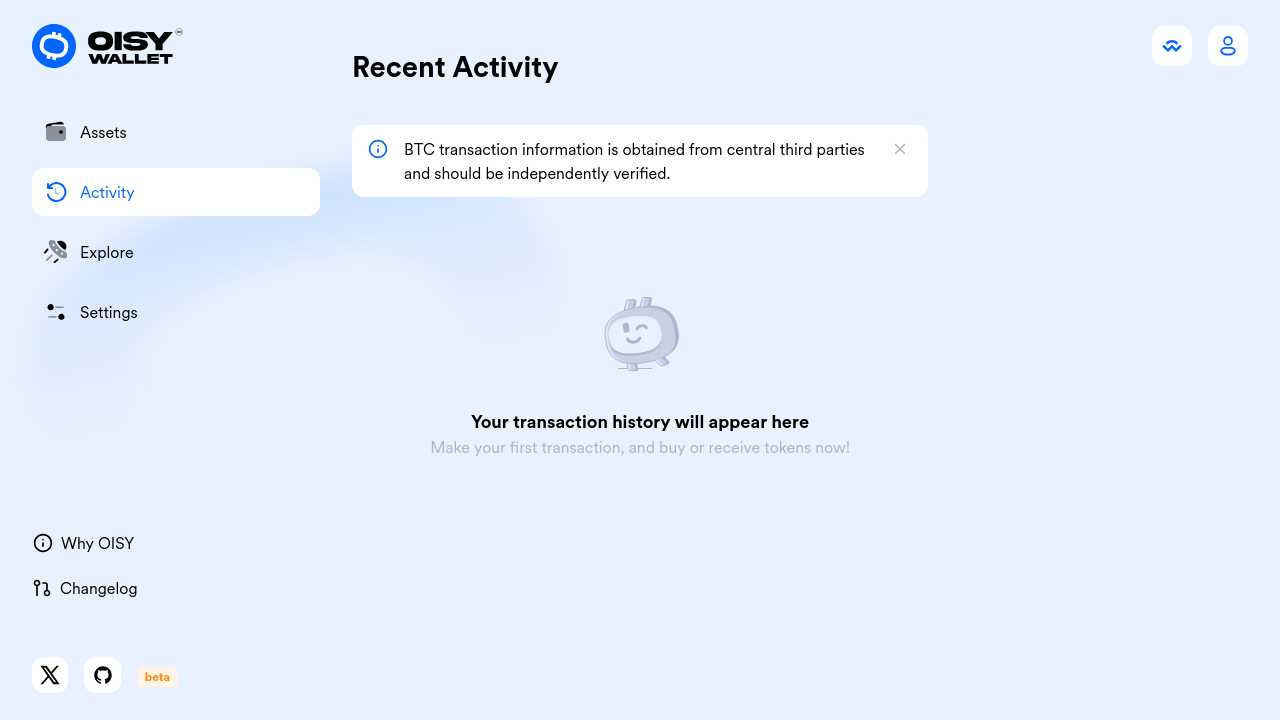 OISY
WALLET
Recent Activity
Assets
Activity
Explore
Settings
BTC transaction information is obtained from central third parties
and should be independently verified.
Your transaction history will appear here
Make your first transaction, and buy or receive tokens now!
Why OISY
Changelog
beta